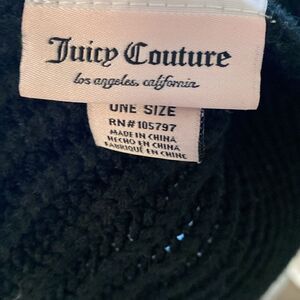 Juicy Couture
los angeles, california
ONE SIZE
RN# 105797
MADE IN CHINA
HECHO EN CHINA
FABRIQUÉ EN CHINE